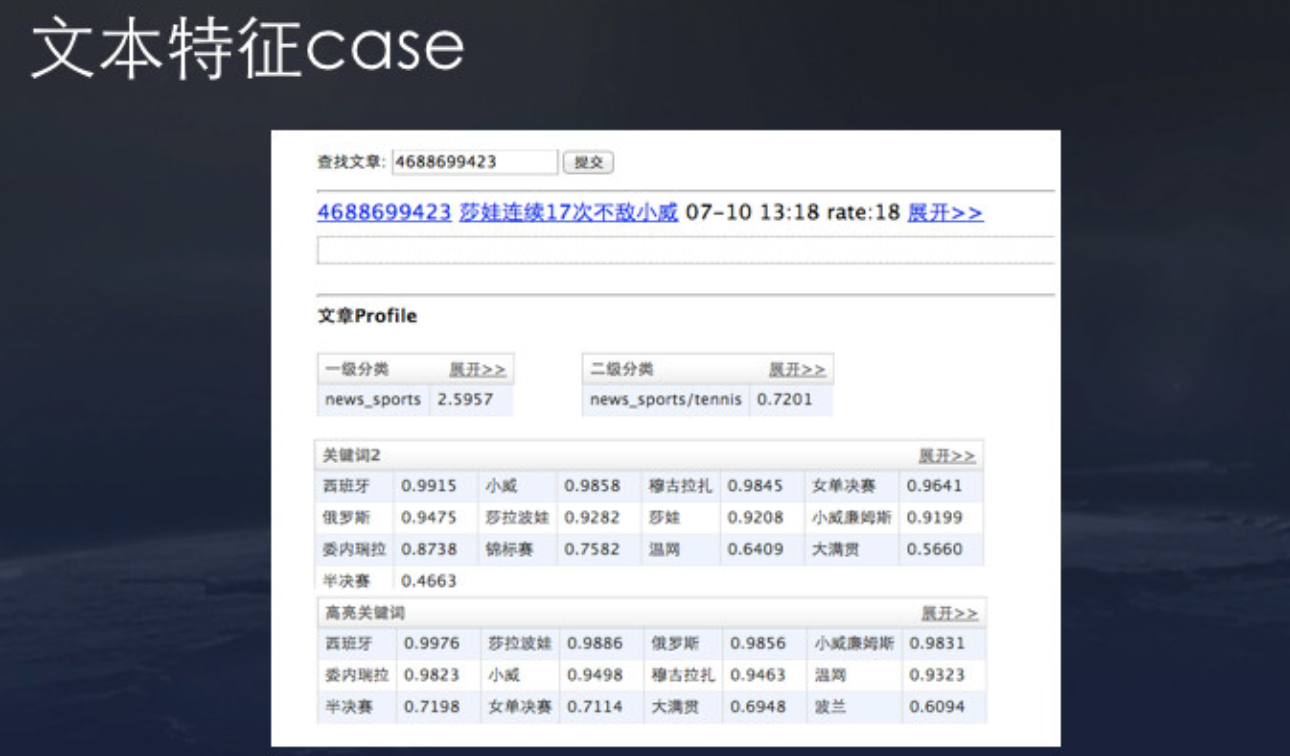 文本特征case
查找文章: 4688699423 提交
4688699423 莎娃连续17次不敌小威 07-10 13:18 rate:18 展开>>
文章Profile
一级分类 展开>> 二级分类 展开>>
news_sports 2.5957 news_sports/tennis 0.7201
关键词2 展开>>
西班牙 0.9915 小威 0.9858 穆古拉扎 0.9845 女单决赛 0.9641
俄罗斯 0.9475 莎拉波娃 0.9282 莎娃 0.9208 小威廉姆斯 0.9199
委内瑞拉 0.8738 锦标赛 0.7582 温网 0.6409 大满贯 0.5660
半决赛 0.4663
高亮关键词 展开>>
西班牙 0.9976 莎拉波娃 0.9886 俄罗斯 0.9856 小威廉姆斯 0.9831
委内瑞拉 0.9823 小威 0.9498 穆古拉扎 0.9463 温网 0.9323
半决赛 0.7198 女单决赛 0.7114 大满贯 0.6948 波兰 0.6094